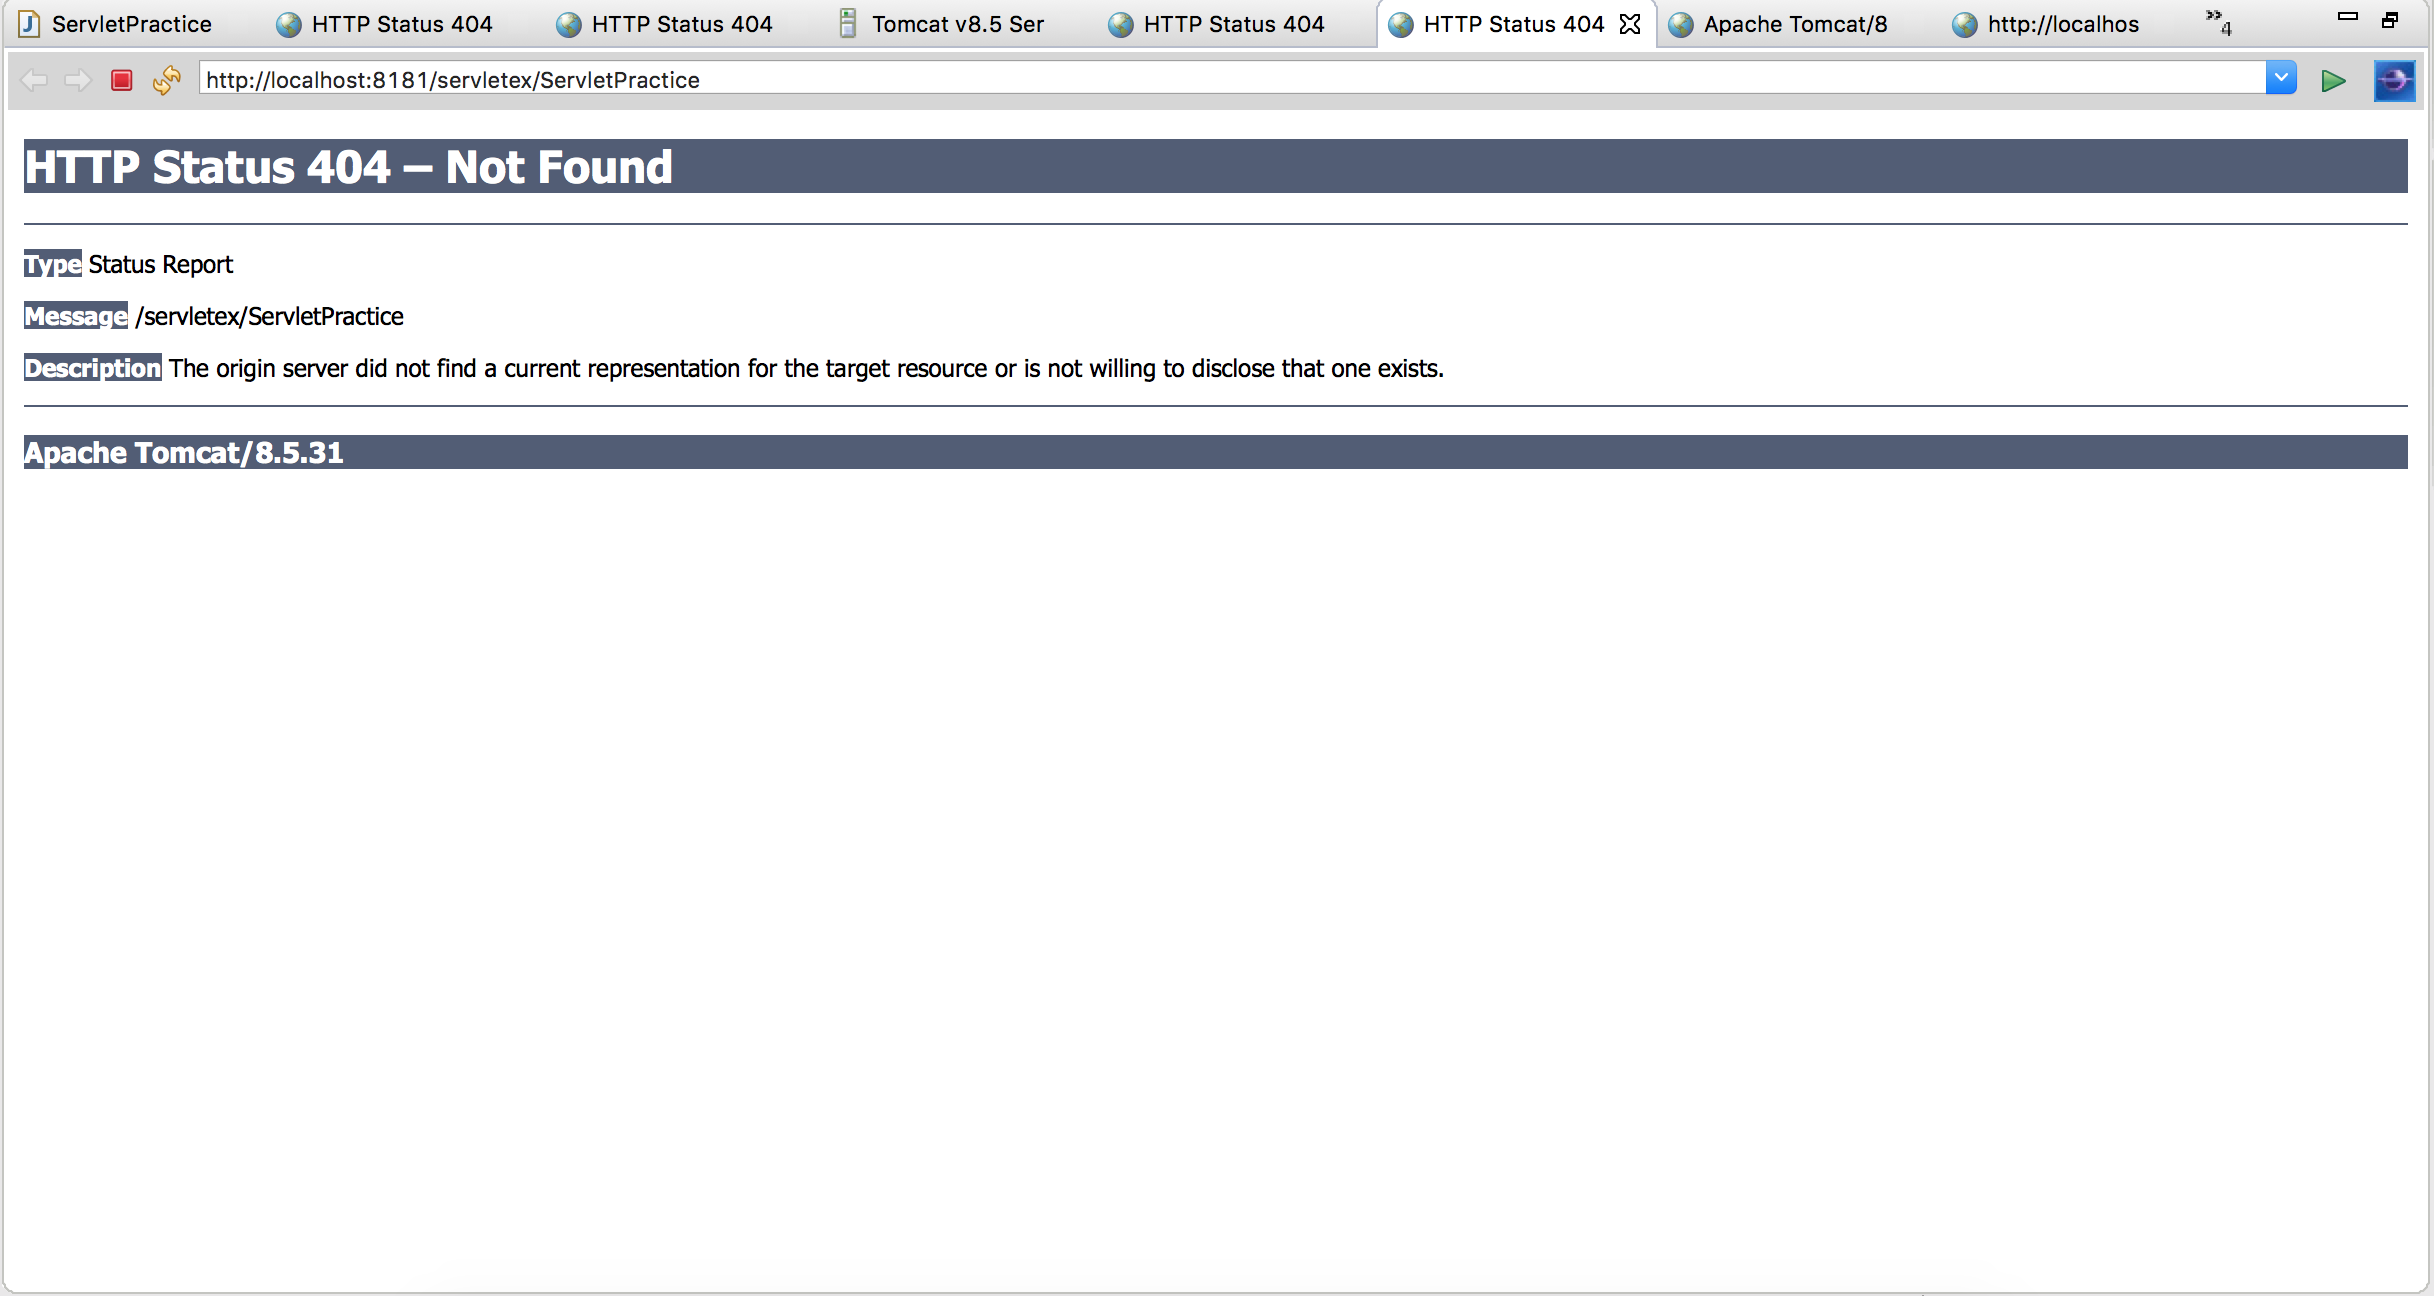 ServletPractice HTTP Status 404 HTTP Status 404 Tomcat v8.5 Ser HTTP Status 404 HTTP Status 404 Apache Tomcat/8 http://localhos »4
http://localhost:8181/servletex/ServletPractice
HTTP Status 404 – Not Found
Type Status Report
Message /servletex/ServletPractice
Description The origin server did not find a current representation for the target resource or is not willing to disclose that one exists.
Apache Tomcat/8.5.31